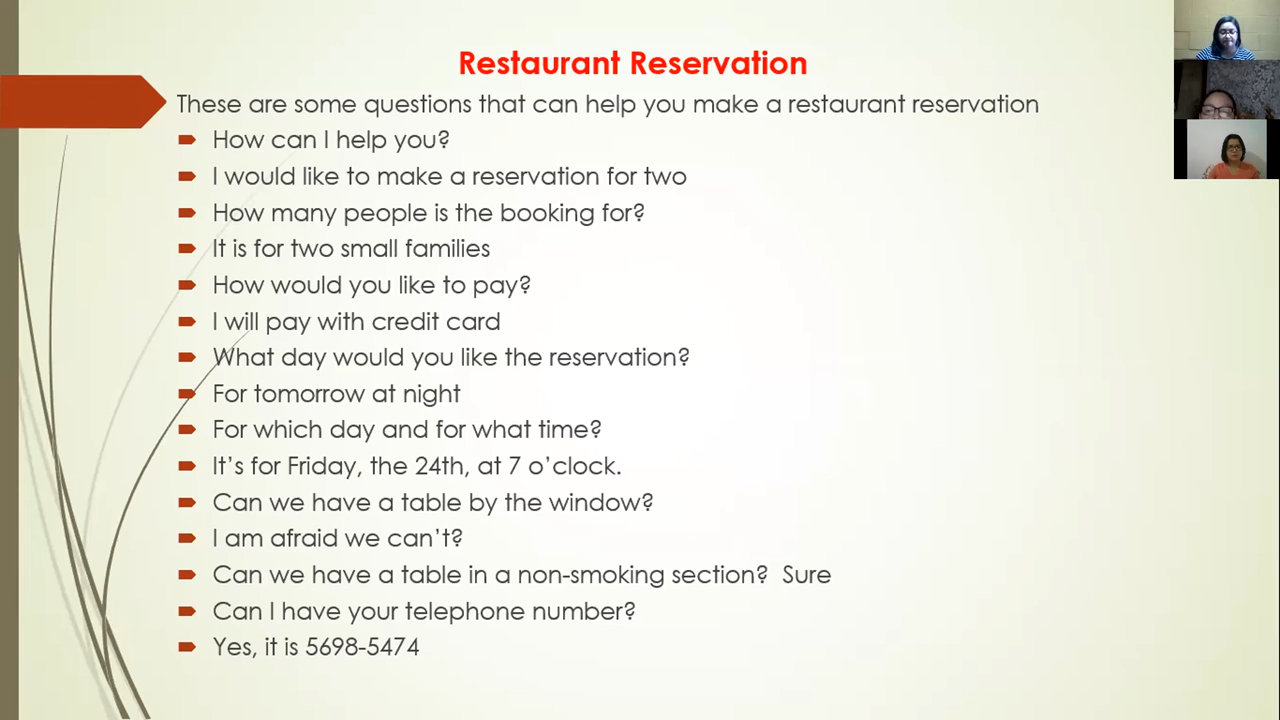 Restaurant Reservation
These are some questions that can help you make a restaurant reservation
How can I help you?
I would like to make a reservation for two
How many people is the booking for?
It is for two small families
How would you like to pay?
I will pay with credit card
What day would you like the reservation?
For tomorrow at night
For which day and for what time?
It’s for Friday, the 24th, at 7 o’clock.
Can we have a table by the window?
I am afraid we can’t?
Can we have a table in a non-smoking section?  Sure
Can I have your telephone number?
Yes, it is 5698-5474